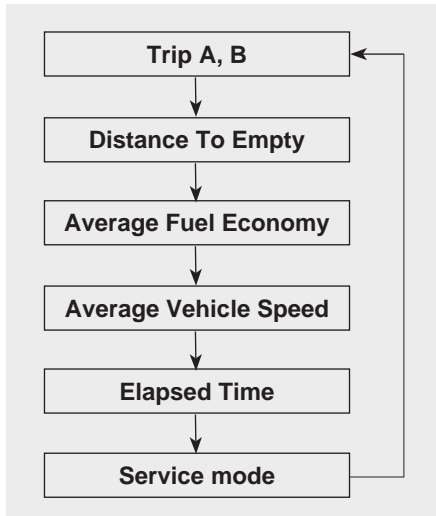 Trip A, B
Distance To Empty
Average Fuel Economy
Average Vehicle Speed
Elapsed Time
Service mode